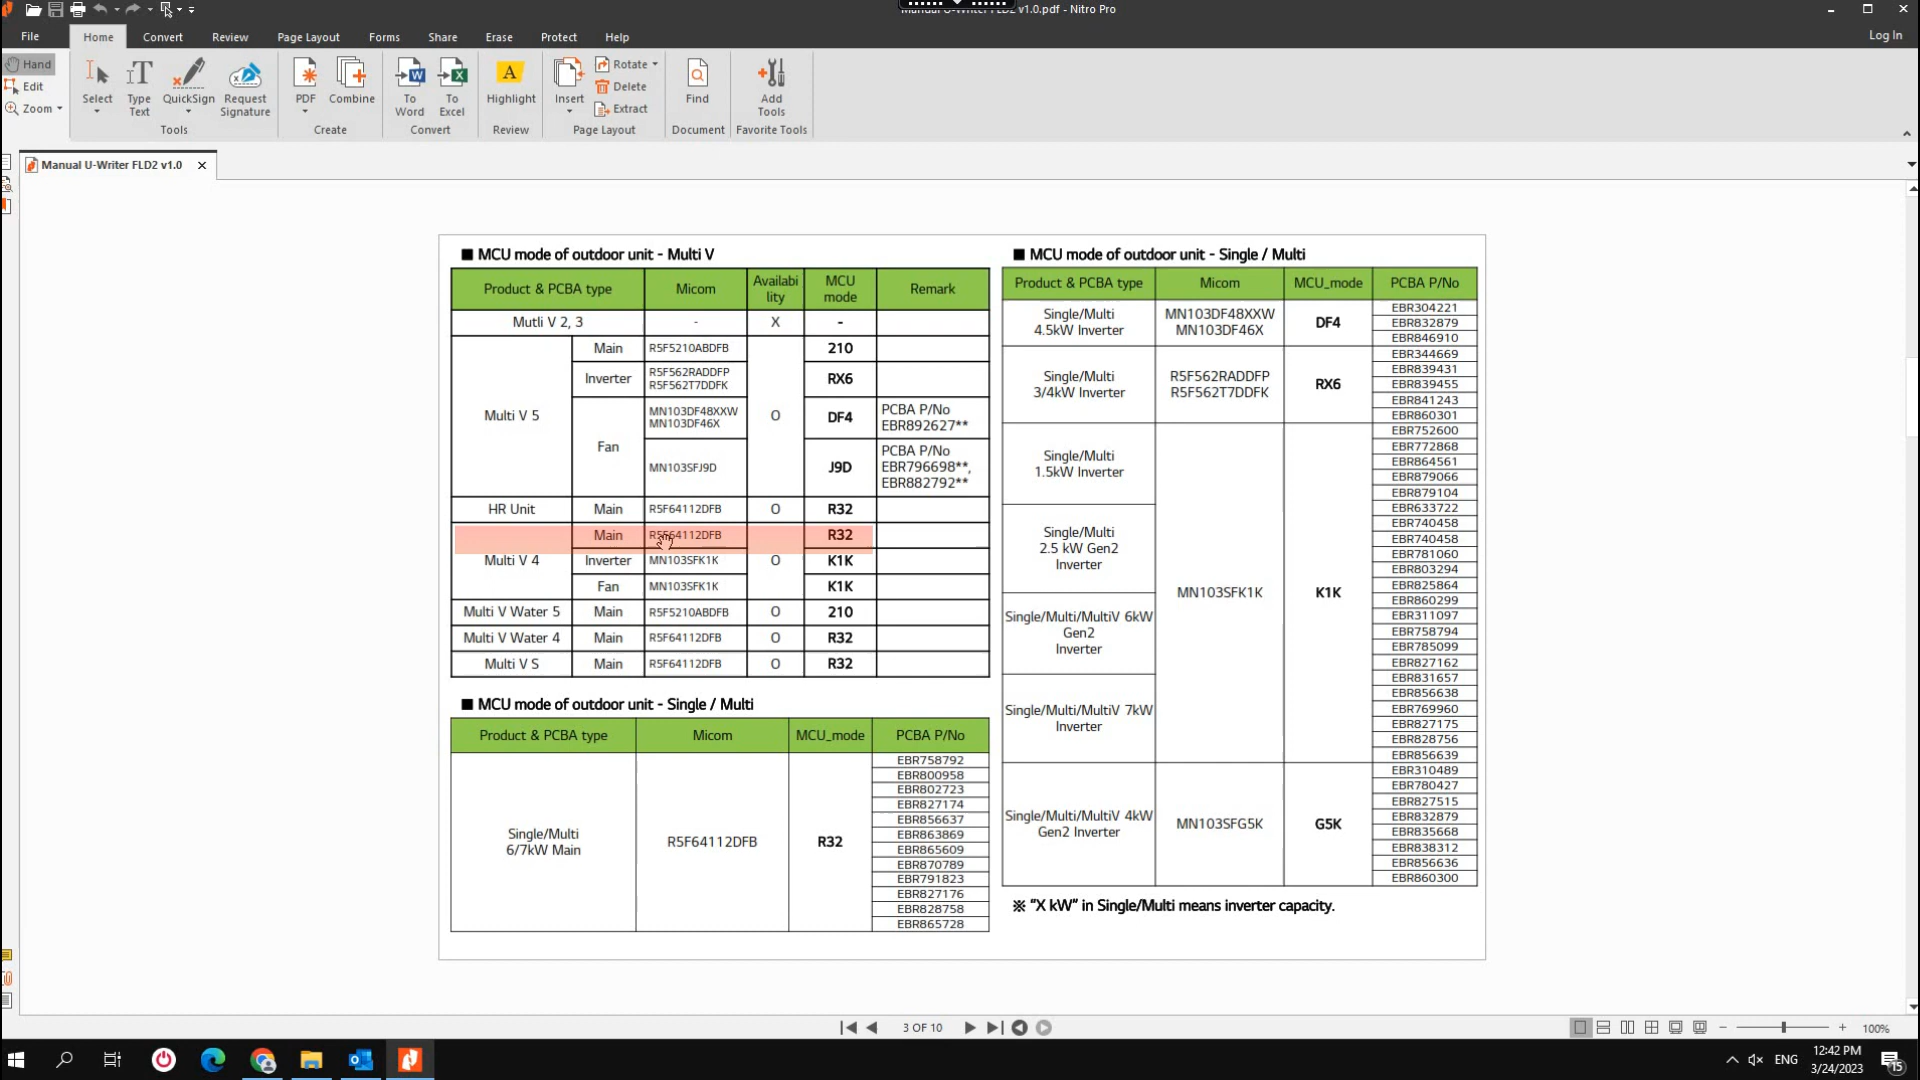 Manual U-Writer FLD2 v1.0.pdf - Nitro Pro
File Home Convert Review Page Layout Forms Share Erase Protect Help Log In
Hand
Edit
Zoom
Select
Type Text
QuickSign
Request Signature
Tools
PDF
Combine
Create
To Word
To Excel
Convert
Highlight
Review
Insert
Rotate
Delete
Extract
Page Layout
Find
Document
Add Tools
Favorite Tools
Manual U-Writer FLD2 v1.0
■ MCU mode of outdoor unit - Multi V
Product & PCBA type Micom Availability MCU mode Remark
Mutli V 2, 3 - X -
Multi V 5 Main R5F5210ABDFB O 210
Inverter R5F562RADDFP R5F562T7DDFK RX6
Fan MN103DF48XXW MN103DF46X DF4 PCBA P/No EBR892627**
MN103SFJ9D J9D PCBA P/No EBR796698**, EBR882792**
HR Unit Main R5F64112DFB O R32
Multi V 4 Main R5F64112DFB O R32
Inverter MN103SFK1K K1K
Fan MN103SFK1K K1K
Multi V Water 5 Main R5F5210ABDFB O 210
Multi V Water 4 Main R5F64112DFB O R32
Multi V S Main R5F64112DFB O R32
■ MCU mode of outdoor unit - Single / Multi
Product & PCBA type Micom MCU_mode PCBA P/No
Single/Multi 6/7kW Main R5F64112DFB R32
EBR758792
EBR800958
EBR802723
EBR827174
EBR856637
EBR863869
EBR865609
EBR870789
EBR791823
EBR827176
EBR828758
EBR865728
■ MCU mode of outdoor unit - Single / Multi
Product & PCBA type Micom MCU_mode PCBA P/No
Single/Multi 4.5kW Inverter MN103DF48XXW MN103DF46X DF4
EBR304221
EBR832879
EBR846910
Single/Multi 3/4kW Inverter R5F562RADDFP R5F562T7DDFK RX6
EBR344669
EBR839431
EBR839455
EBR841243
EBR860301
Single/Multi 1.5kW Inverter
Single/Multi 2.5 kW Gen2 Inverter
Single/Multi/MultiV 6kW Gen2 Inverter
Single/Multi/MultiV 7kW Inverter
MN103SFK1K K1K
EBR752600
EBR772868
EBR864561
EBR879066
EBR879104
EBR633722
EBR740458
EBR740458
EBR781060
EBR803294
EBR825864
EBR860299
EBR311097
EBR758794
EBR785099
EBR827162
EBR831657
EBR856638
EBR769960
EBR827175
EBR828756
EBR856639
Single/Multi/MultiV 4kW Gen2 Inverter MN103SFG5K G5K
EBR310489
EBR780427
EBR827515
EBR832879
EBR835668
EBR838312
EBR856636
EBR860300
※ "X kW" in Single/Multi means inverter capacity.
3 OF 10
100%
ENG
12:42 PM
3/24/2023
15